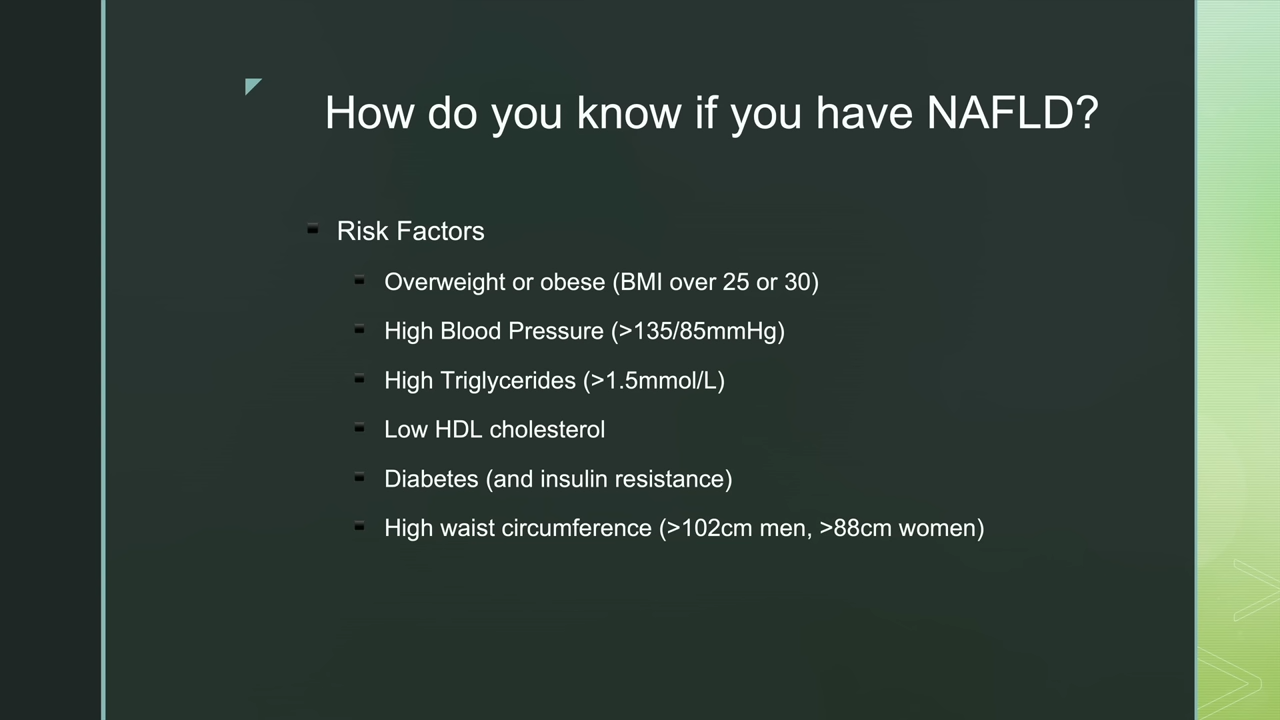 How do you know if you have NAFLD?
Risk Factors
Overweight or obese (BMI over 25 or 30)
High Blood Pressure (>135/85mmHg)
High Triglycerides (>1.5mmol/L)
Low HDL cholesterol
Diabetes (and insulin resistance)
High waist circumference (>102cm men, >88cm women)